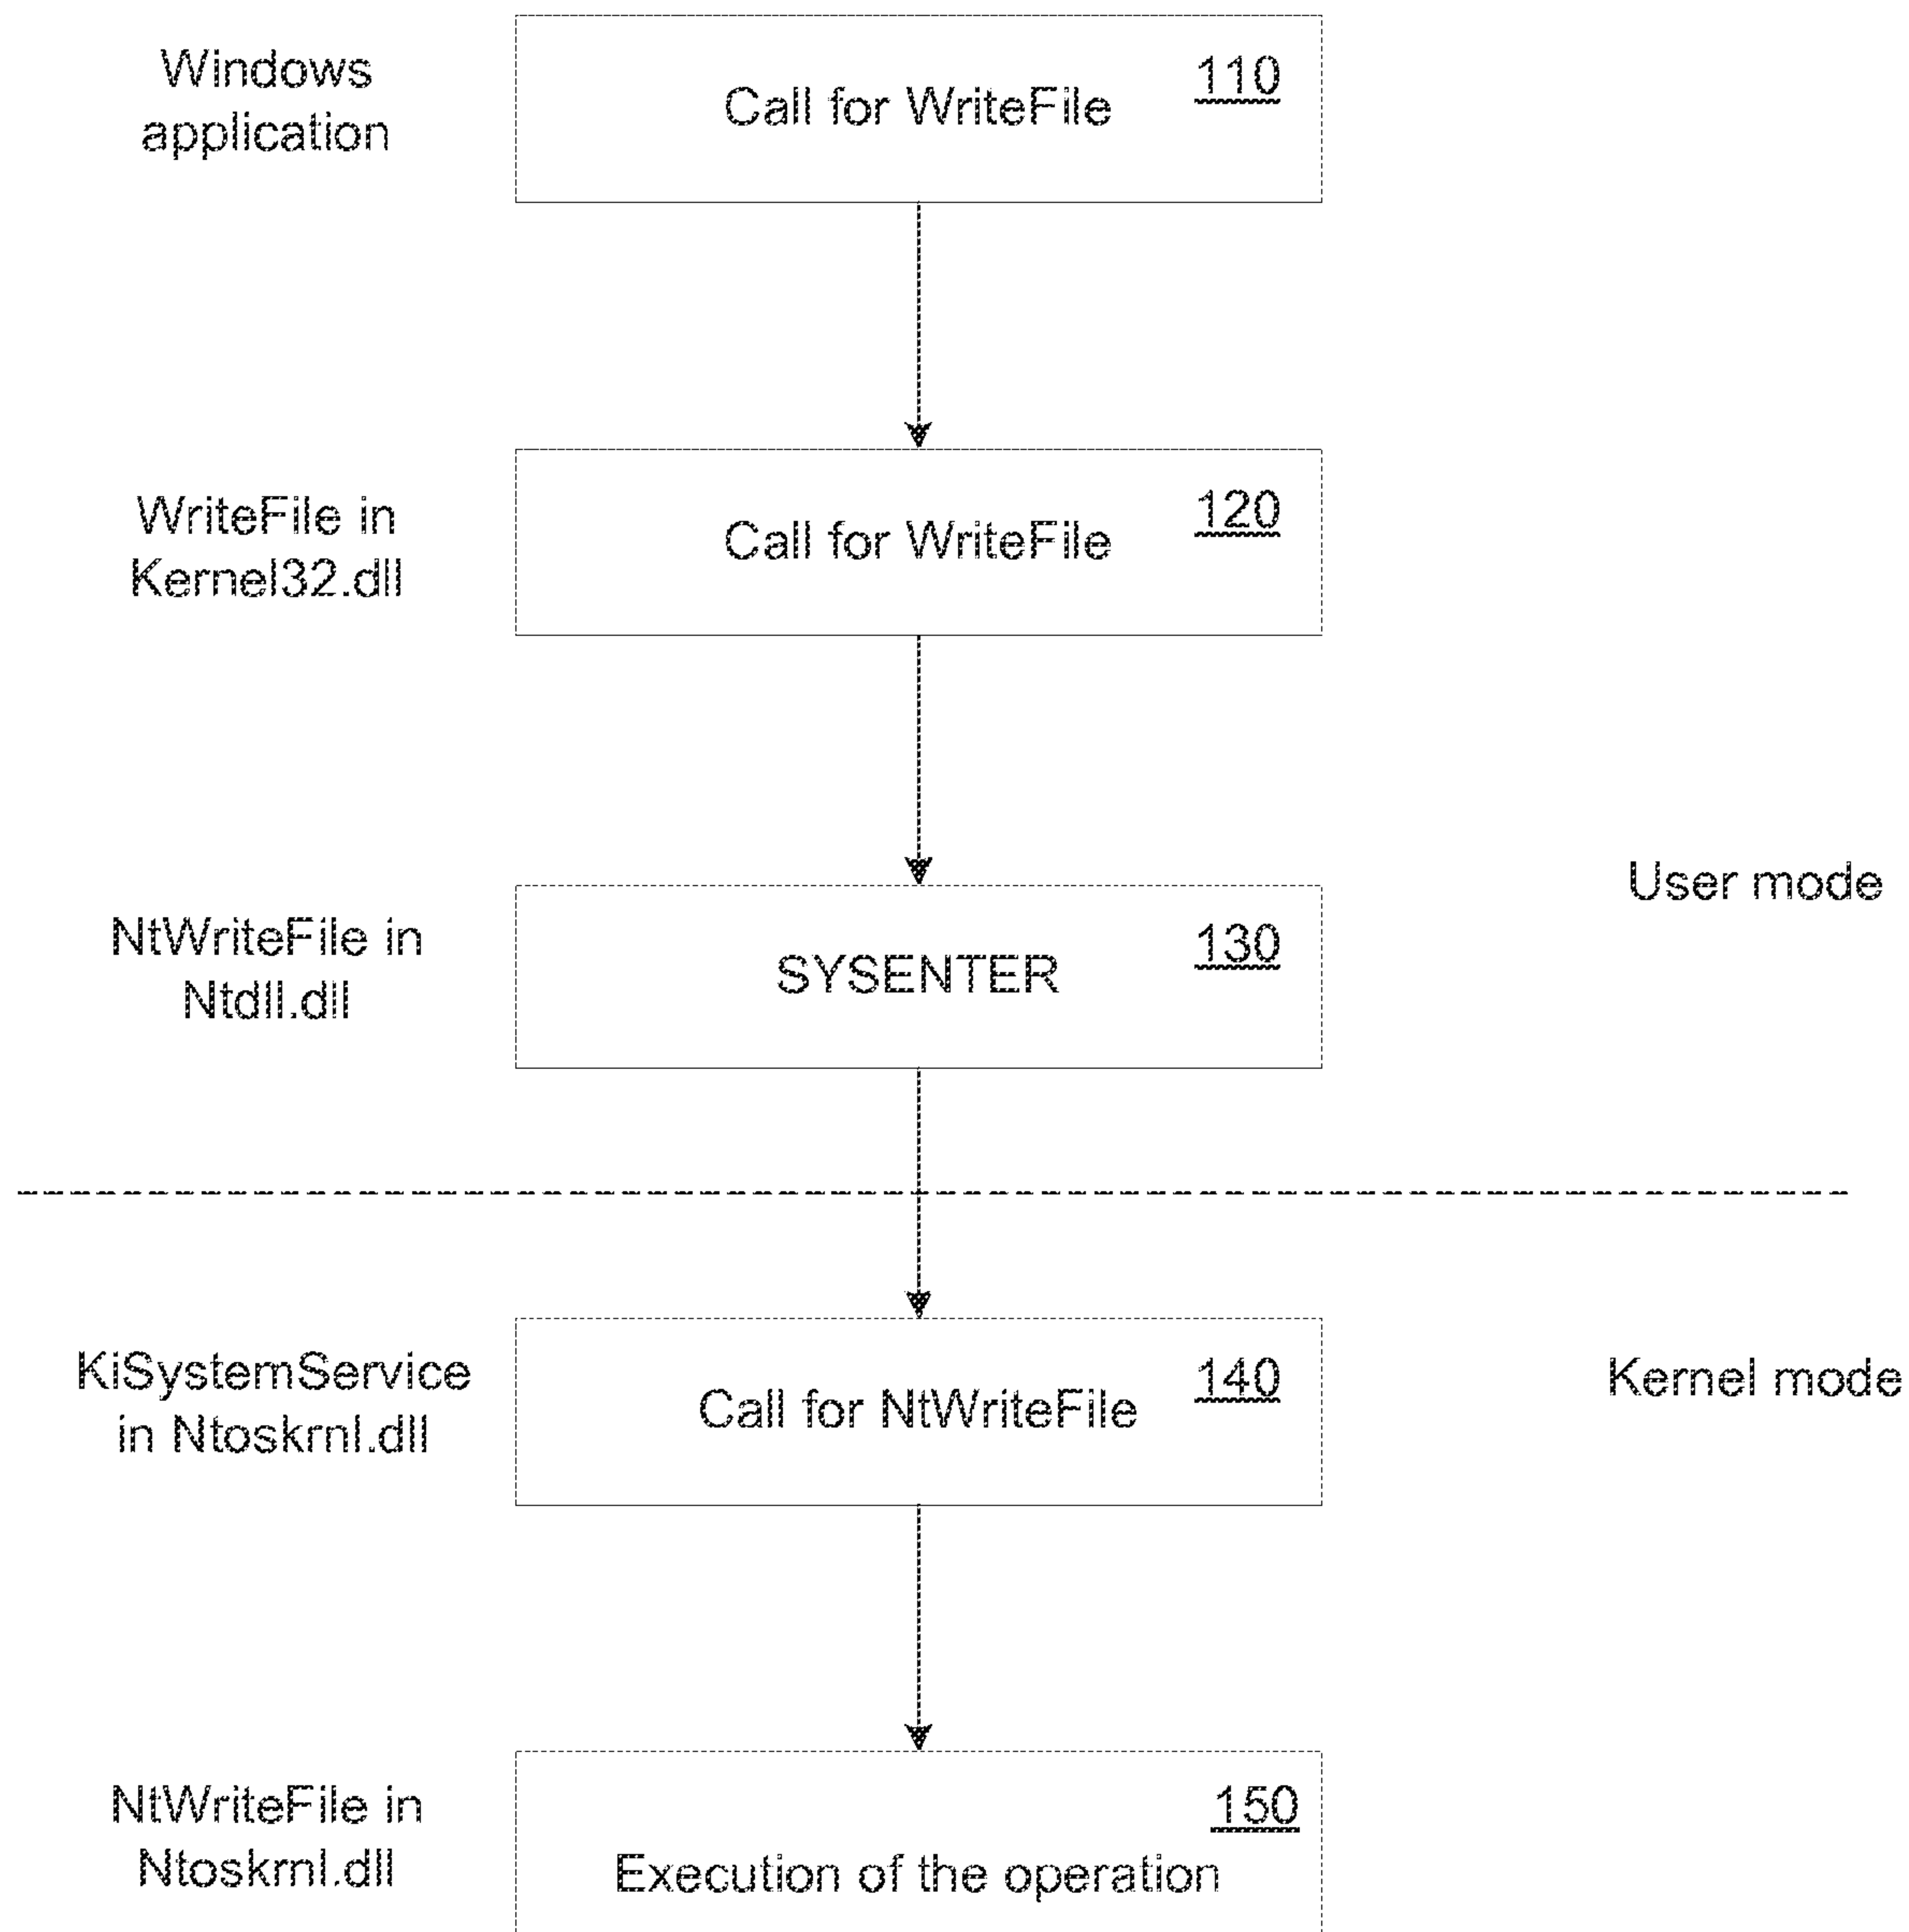 Windows
application
110
Call for WriteFile
WriteFile in
Kernel32.dll
120
Call for WriteFile
User mode
NtWriteFile in
Ntdll.dll
130
SYSENTER
KiSystemService
in Ntoskrnl.dll
140
Call for NtWriteFile
Kernel mode
NtWriteFile in
Ntoskrnl.dll
150
Execution of the operation